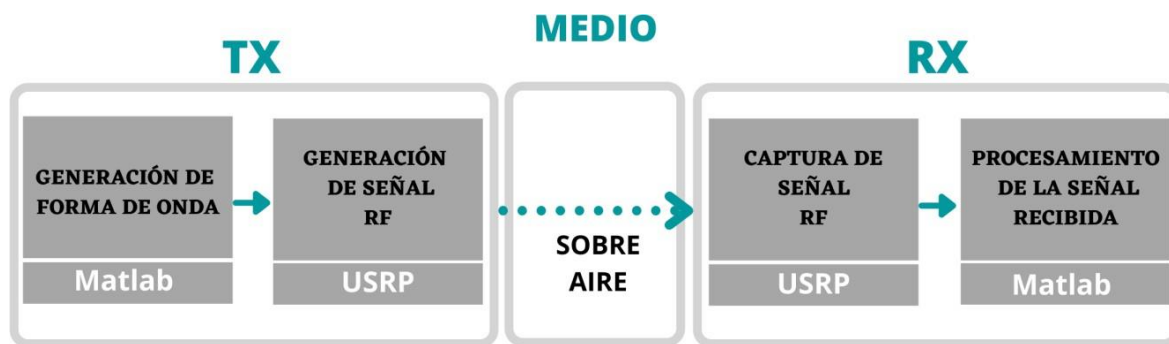 TX
MEDIO
RX
GENERACIÓN DE
FORMA DE ONDA
Matlab
GENERACIÓN
DE SEÑAL
RF
USRP
SOBRE
AIRE
CAPTURA DE
SEÑAL
RF
USRP
PROCESAMIENTO
DE LA SEÑAL
RECIBIDA
Matlab